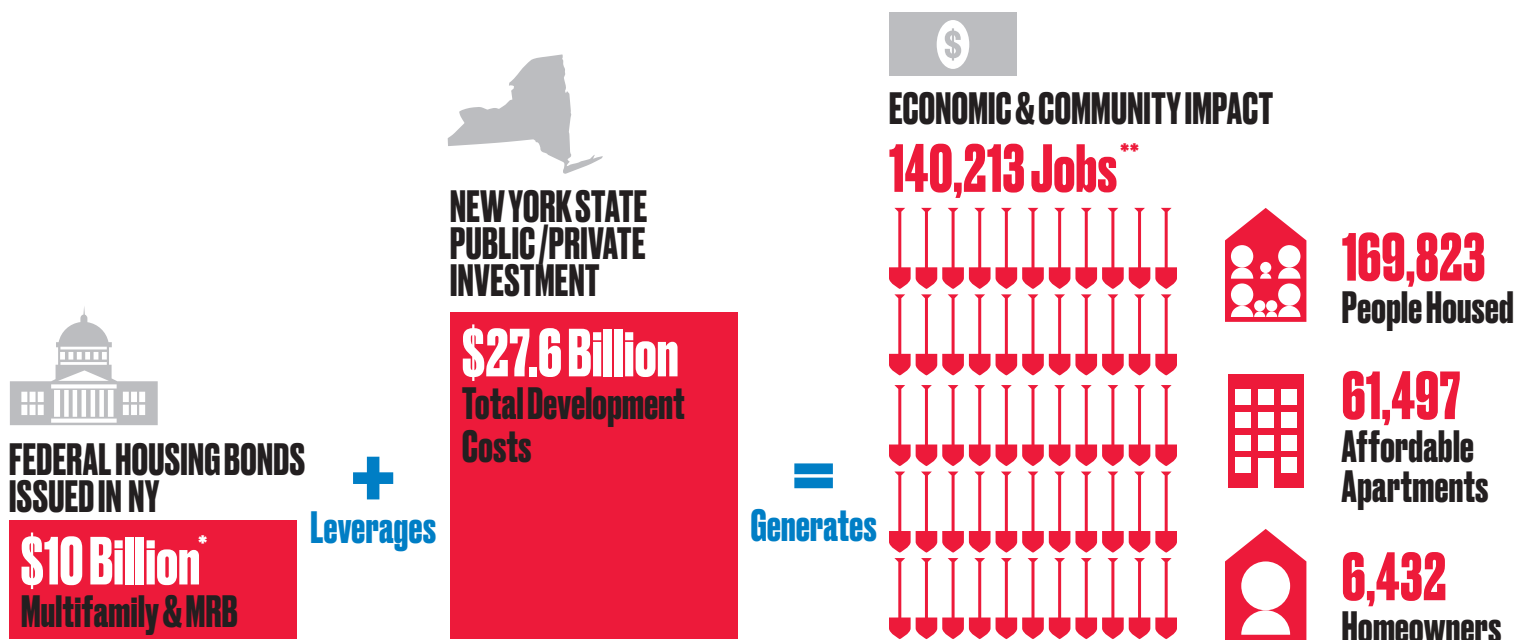 FEDERAL HOUSING BONDS
ISSUED IN NY
$10 Billion*
Multifamily & MRB
+
Leverages
NEW YORK STATE
PUBLIC/PRIVATE
INVESTMENT
$27.6 Billion
Total Development
Costs
=
Generates
$
ECONOMIC & COMMUNITY IMPACT
140,213 Jobs**
169,823
People Housed
61,497
Affordable
Apartments
6,432
Homeowners